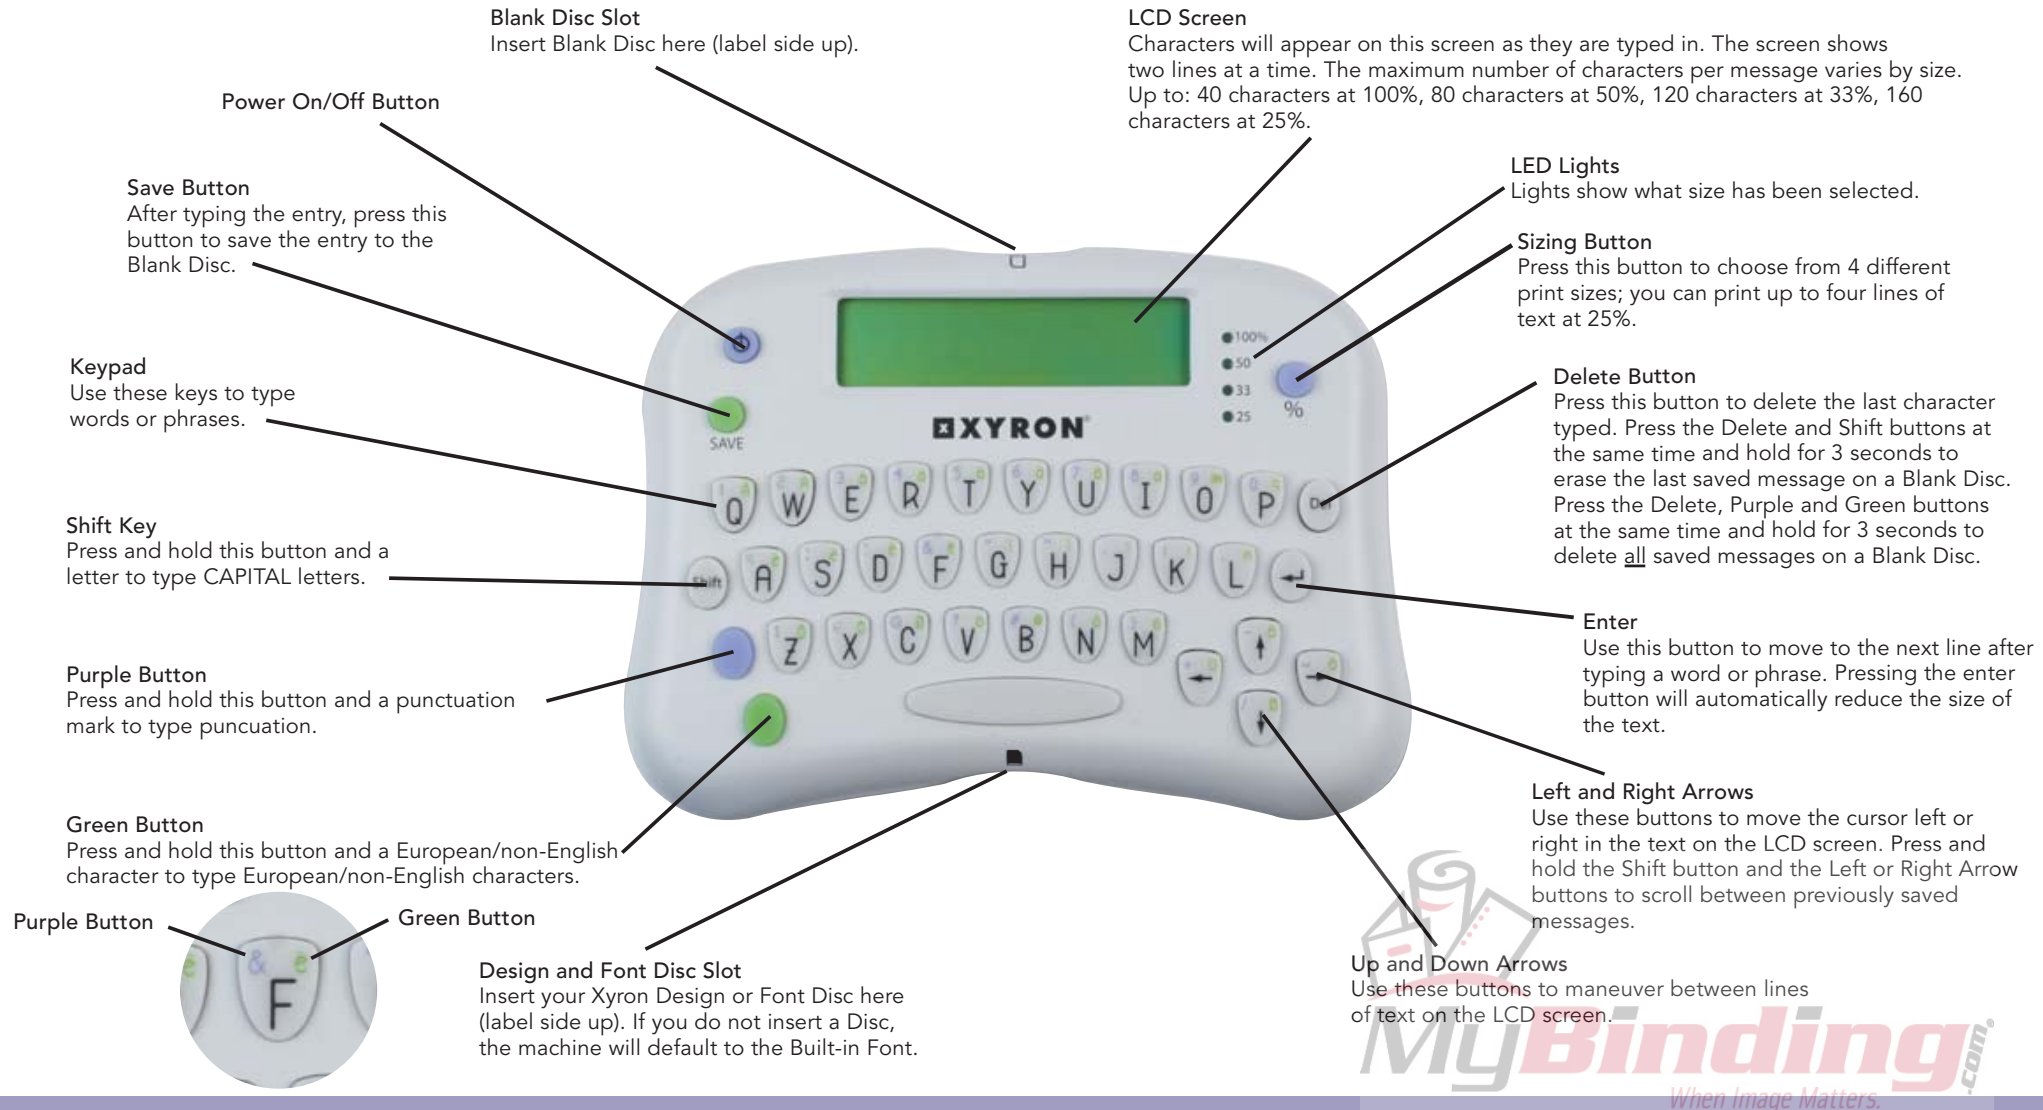 Blank Disc Slot
Insert Blank Disc here (label side up).
LCD Screen
Characters will appear on this screen as they are typed in. The screen shows
two lines at a time. The maximum number of characters per message varies by size.
Up to: 40 characters at 100%, 80 characters at 50%, 120 characters at 33%, 160
characters at 25%.
Power On/Off Button
LED Lights
Lights show what size has been selected.
Save Button
After typing the entry, press this
button to save the entry to the
Blank Disc.
Sizing Button
Press this button to choose from 4 different
print sizes; you can print up to four lines of
text at 25%.
Keypad
Use these keys to type
words or phrases.
Delete Button
Press this button to delete the last character
typed. Press the Delete and Shift buttons at
the same time and hold for 3 seconds to
erase the last saved message on a Blank Disc.
Press the Delete, Purple and Green buttons
at the same time and hold for 3 seconds to
delete all saved messages on a Blank Disc.
Shift Key
Press and hold this button and a
letter to type CAPITAL letters.
Enter
Use this button to move to the next line after
typing a word or phrase. Pressing the enter
button will automatically reduce the size of
the text.
Purple Button
Press and hold this button and a punctuation
mark to type puncuation.
Left and Right Arrows
Use these buttons to move the cursor left or
right in the text on the LCD screen. Press and
hold the Shift button and the Left or Right Arrow
buttons to scroll between previously saved
messages.
Green Button
Press and hold this button and a European/non-English
character to type European/non-English characters.
Purple Button
Green Button
& ë
F
Design and Font Disc Slot
Insert your Xyron Design or Font Disc here
(label side up). If you do not insert a Disc,
the machine will default to the Built-in Font.
Up and Down Arrows
Use these buttons to maneuver between lines
of text on the LCD screen.
100%
50
33
25
%
SAVE
XYRON
Q W E R T Y U I O P
Shift A S D F G H J K L
Z X C V B N M
MyBinding.com
When Image Matters.